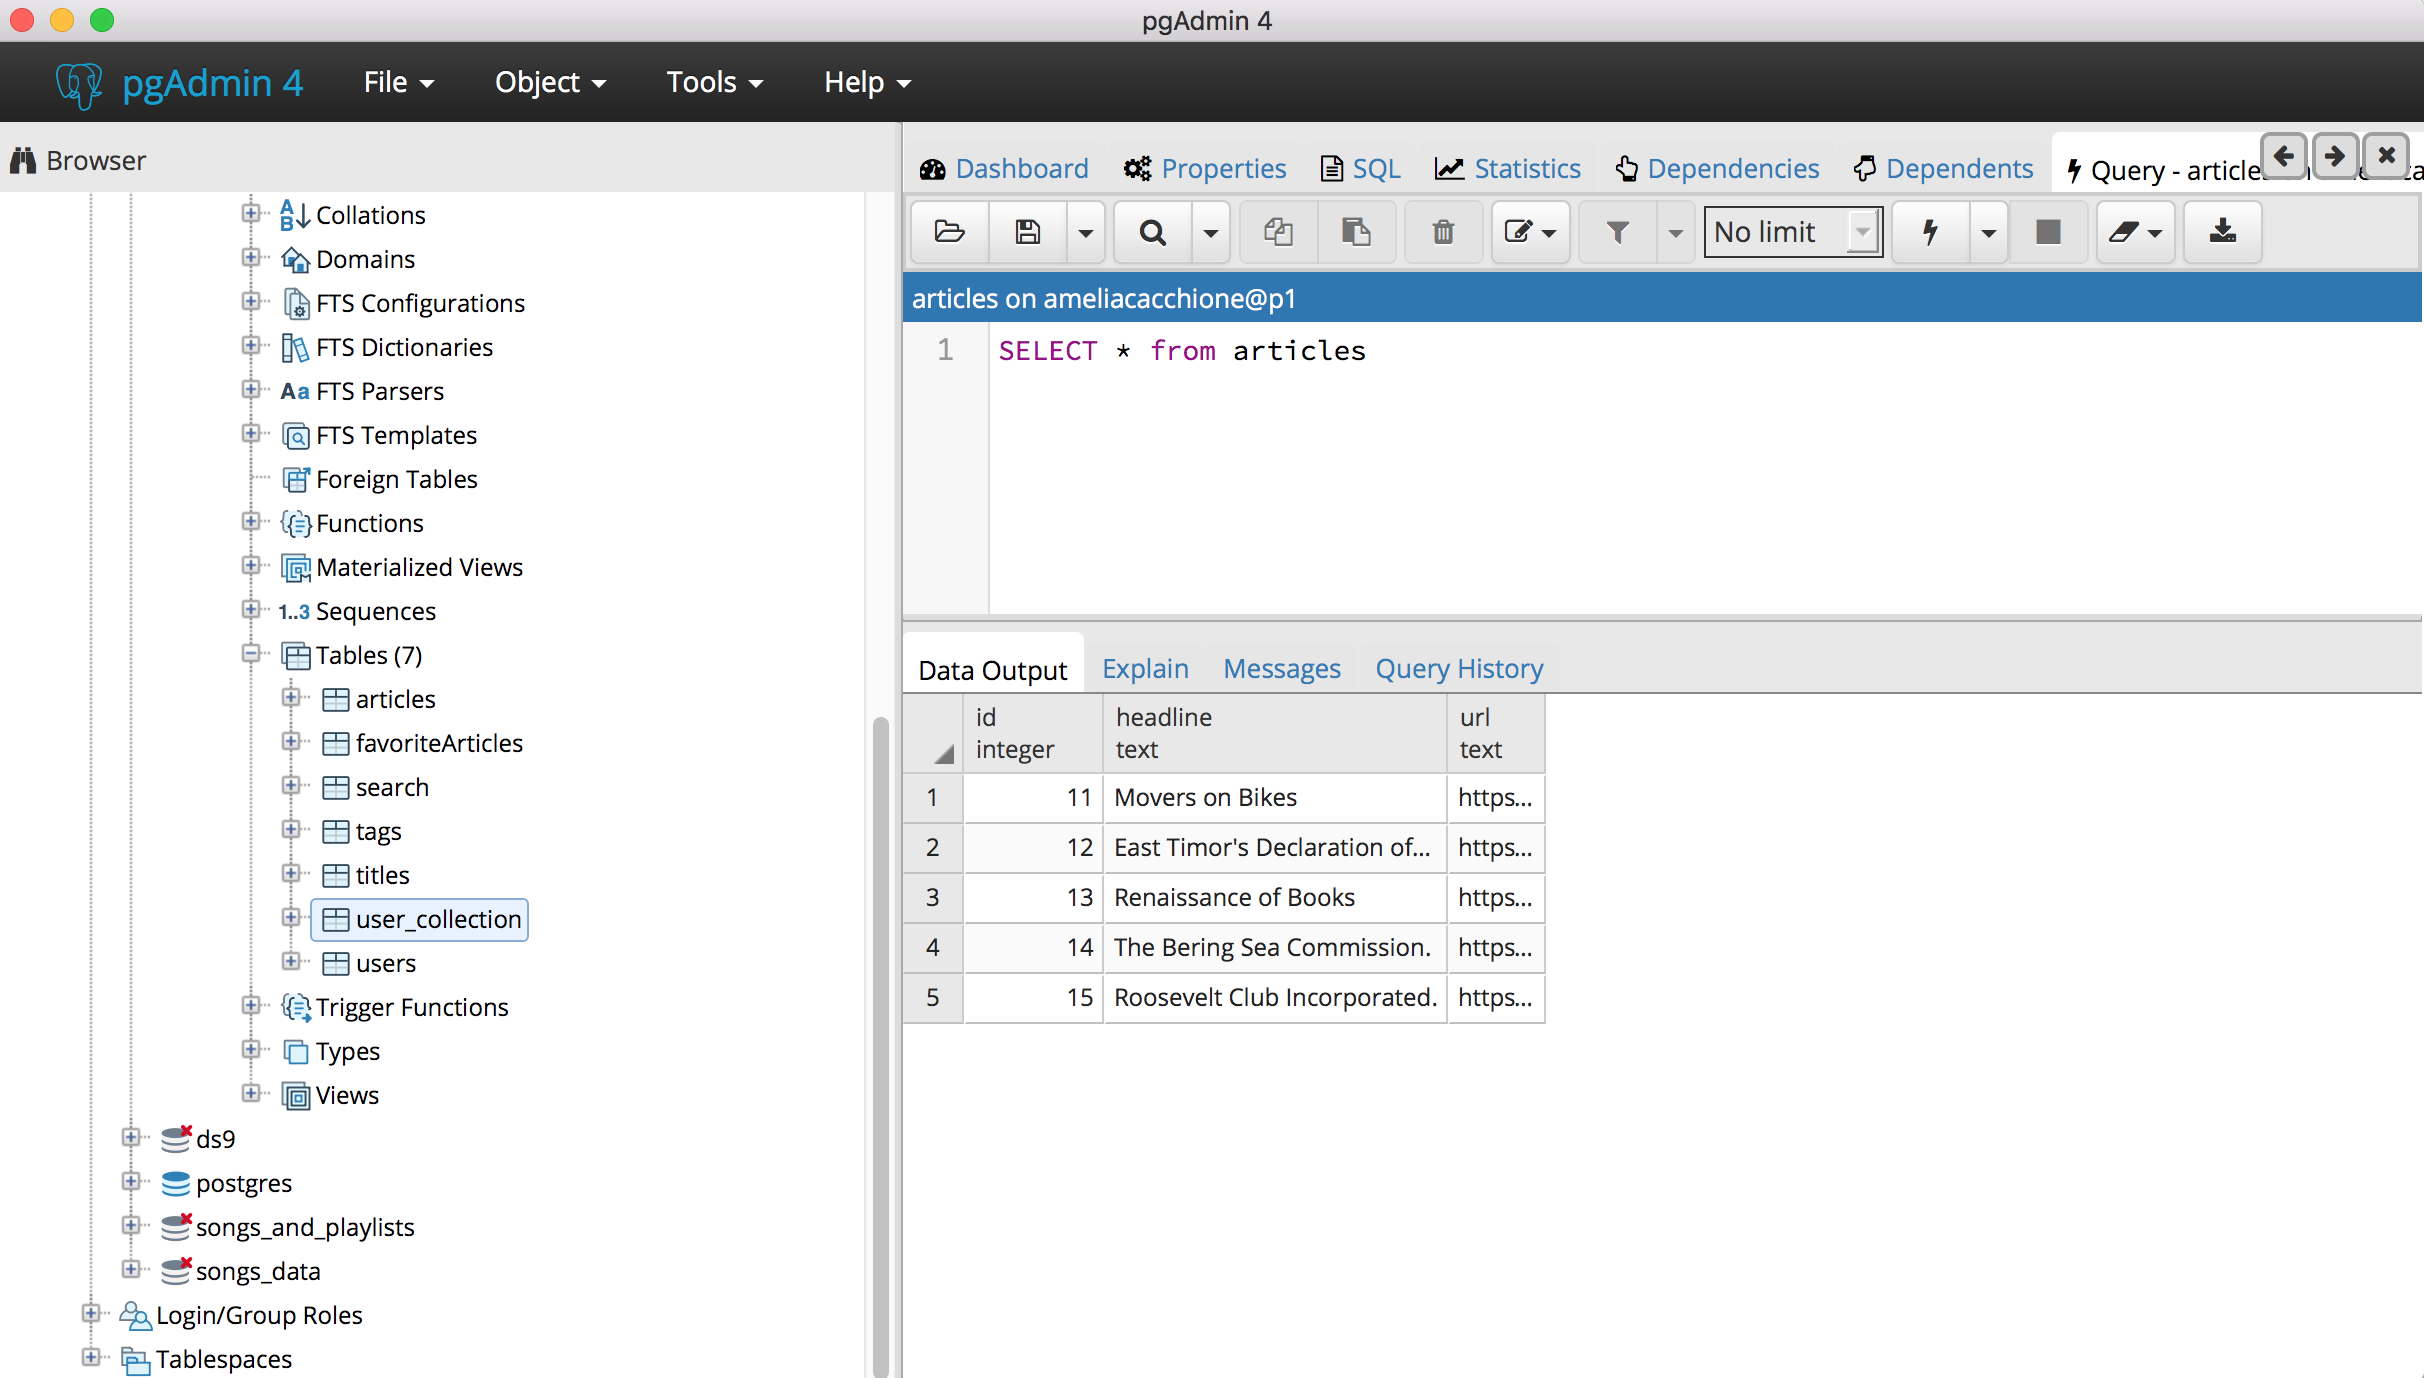 pgAdmin 4
pgAdmin 4 File Object Tools Help
Browser
Collations
Domains
FTS Configurations
FTS Dictionaries
Aa FTS Parsers
FTS Templates
Foreign Tables
Functions
Materialized Views
1..3 Sequences
Tables (7)
articles
favoriteArticles
search
tags
titles
user_collection
users
Trigger Functions
Types
Views
ds9
postgres
songs_and_playlists
songs_data
Login/Group Roles
Tablespaces
Dashboard Properties SQL Statistics Dependencies Dependents Query - article
No limit
articles on ameliacacchione@p1
1 SELECT * from articles
Data Output Explain Messages Query History
id headline url
integer text text
1 11 Movers on Bikes https...
2 12 East Timor's Declaration of... https...
3 13 Renaissance of Books https...
4 14 The Bering Sea Commission. https...
5 15 Roosevelt Club Incorporated. https...